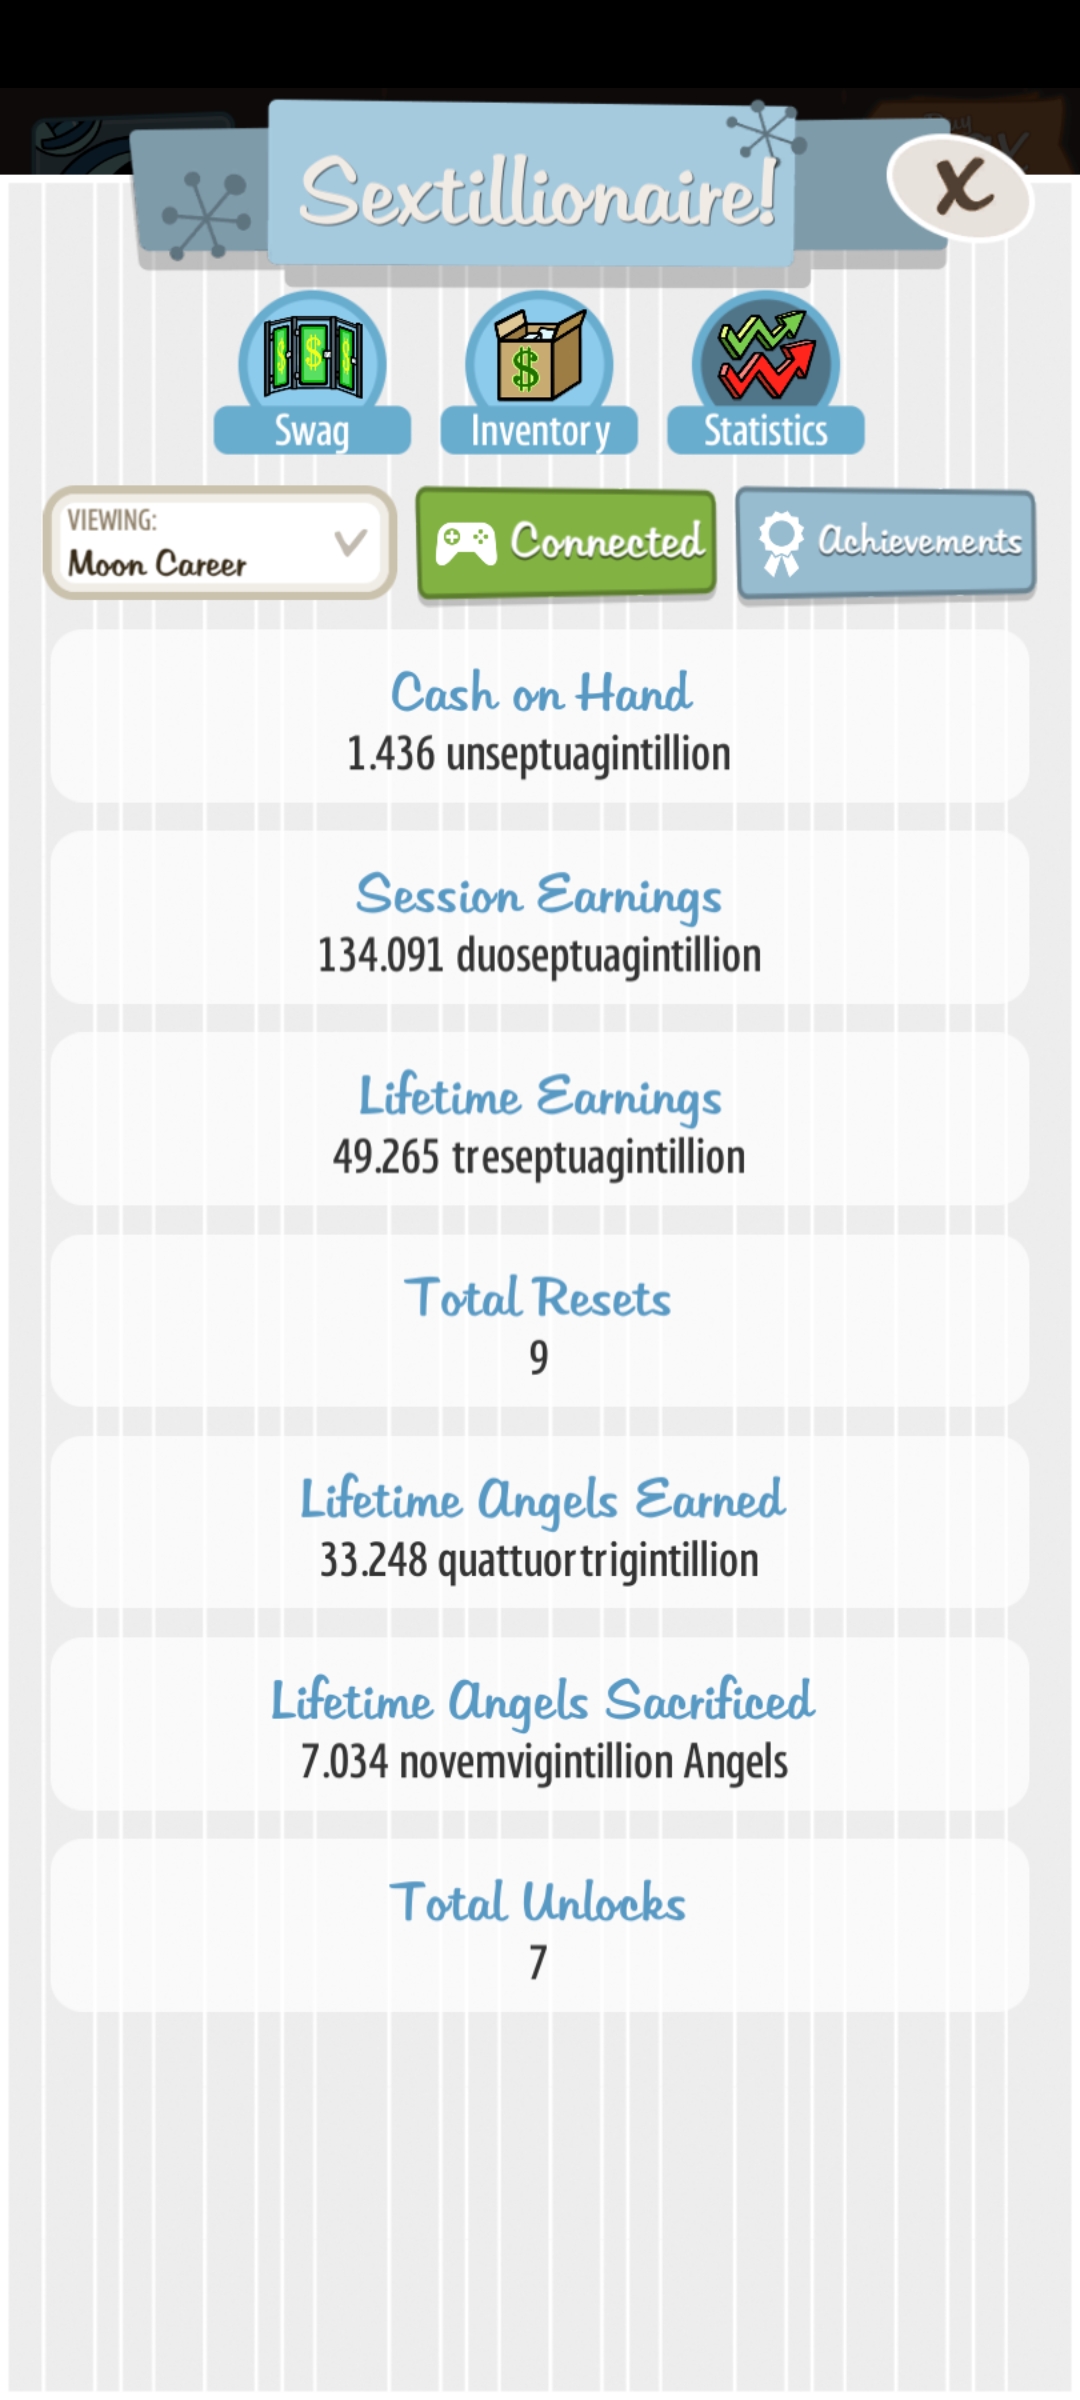 Sextillionaire!
X
Swag
Inventory
Statistics
VIEWING:
Moon Career
Connected
Achievements
Cash on Hand
1.436 unseptuagintillion
Session Earnings
134.091 duoseptuagintillion
Lifetime Earnings
49.265 treseptuagintillion
Total Resets
9
Lifetime Angels Earned
33.248 quattuortrigintillion
Lifetime Angels Sacrificed
7.034 novemvigintillion Angels
Total Unlocks
7